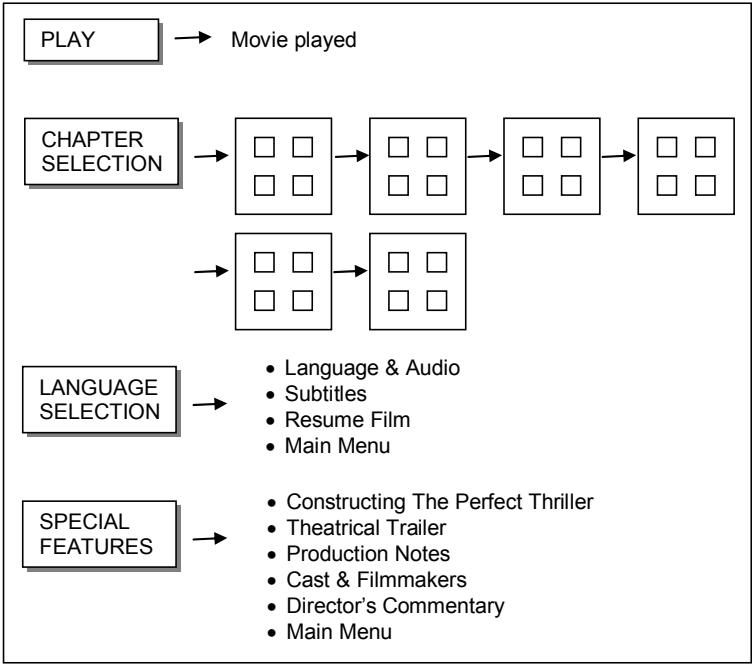 PLAY
Movie played
CHAPTER
SELECTION
LANGUAGE
SELECTION
• Language & Audio
• Subtitles
• Resume Film
• Main Menu
SPECIAL
FEATURES
• Constructing The Perfect Thriller
• Theatrical Trailer
• Production Notes
• Cast & Filmmakers
• Director's Commentary
• Main Menu